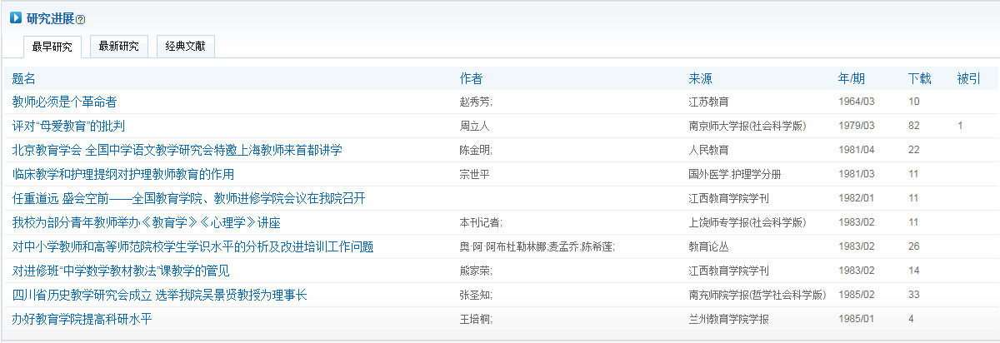 研究进展?
最早研究 最新研究 经典文献
题名 作者 来源 年/期 下载 被引
教师必须是个革命者 赵秀芳; 江苏教育 1964/03 10
评对“母爱教育”的批判 周立人 南京师大学报(社会科学版) 1979/03 82 1
北京教育学会 全国中学语文教学研究会特邀上海教师来首都讲学 陈金明; 人民教育 1981/04 22
临床教学和护理提纲对护理教师教育的作用 宗世平 国外医学.护理学分册 1981/03 11
任重道远 盛会空前——全国教育学院、教师进修学院会议在我院召开 江西教育学院学刊 1982/01 11
我校为部分青年教师举办《教育学》《心理学》讲座 本刊记者; 上饶师专学报(社会科学版) 1983/02 11
对中小学教师和高等师范院校学生学识水平的分析及改进培训工作问题 奥·阿·阿布杜勒林娜;麦孟乔;陈希莲; 教育论丛 1983/02 26
对进修班“中学数学教材教法”课教学的管见 熊家荣; 江西教育学院学刊 1983/02 14
四川省历史教学研究会成立 选举我院吴景贤教授为理事长 张圣知; 南充师院学报(哲学社会科学版) 1985/02 33
办好教育学院提高科研水平 王培桐; 兰州教育学院学报 1985/01 4